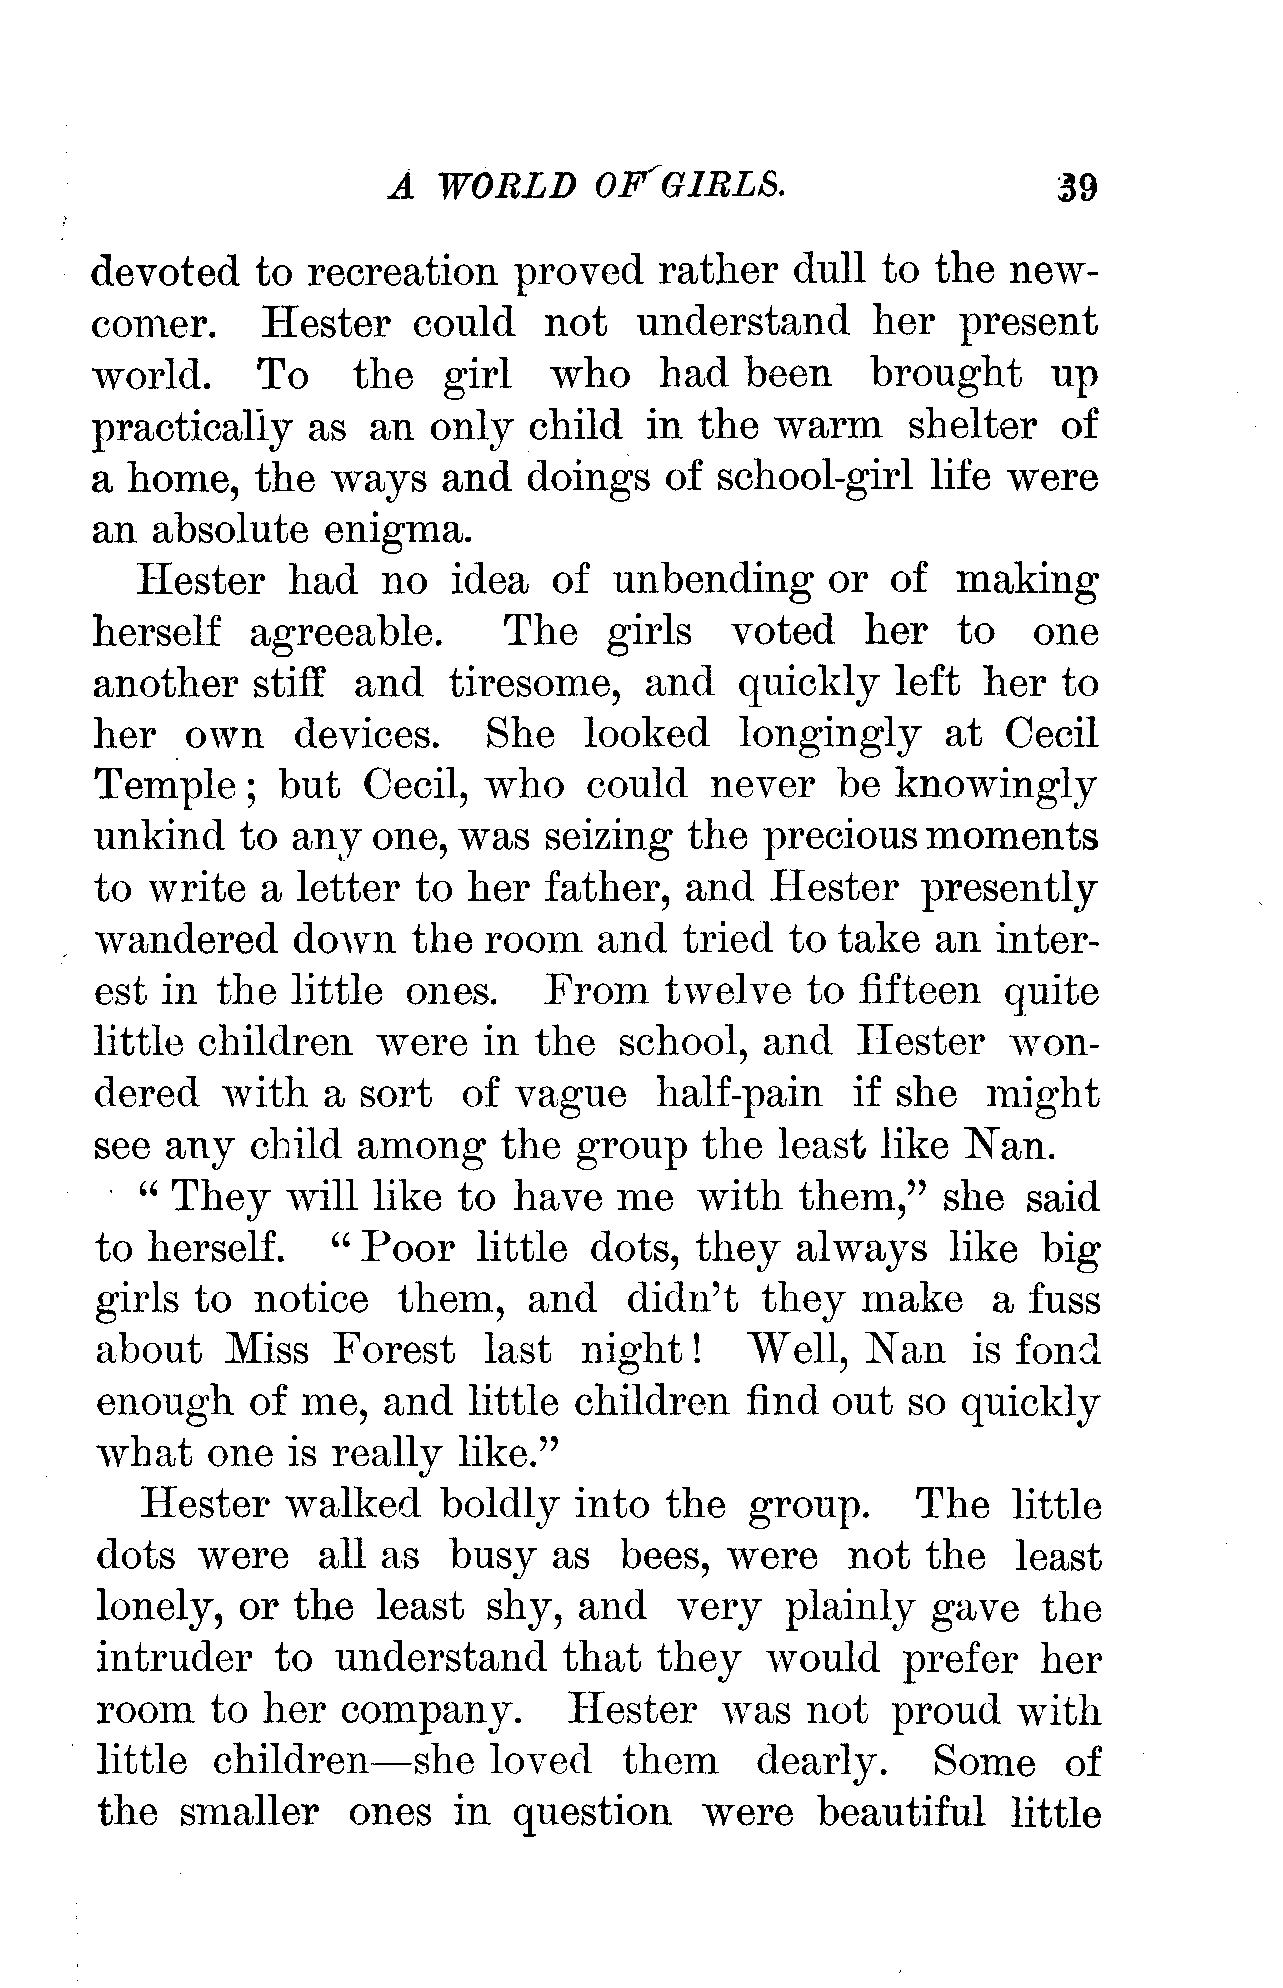 A WORLD OF GIRLS. 39
devoted to recreation proved rather dull to the new-
comer. Hester could not understand her present
world. To the girl who had been brought up
practically as an only child in the warm shelter of
a home, the ways and doings of school-girl life were
an absolute enigma.
Hester had no idea of unbending or of making
herself agreeable. The girls voted her to one
another stiff and tiresome, and quickly left her to
her own devices. She looked longingly at Cecil
Temple; but Cecil, who could never be knowingly
unkind to any one, was seizing the precious moments
to write a letter to her father, and Hester presently
wandered down the room and tried to take an inter-
est in the little ones. From twelve to fifteen quite
little children were in the school, and Hester won-
dered with a sort of vague half-pain if she might
see any child among the group the least like Nan.
“They will like to have me with them,” she said
to herself. “Poor little dots, they always like big
girls to notice them, and didn’t they make a fuss
about Miss Forest last night! Well, Nan is fond
enough of me, and little children find out so quickly
what one is really like.”
Hester walked boldly into the group. The little
dots were all as busy as bees, were not the least
lonely, or the least shy, and very plainly gave the
intruder to understand that they would prefer her
room to her company. Hester was not proud with
little children—she loved them dearly. Some of
the smaller ones in question were beautiful little